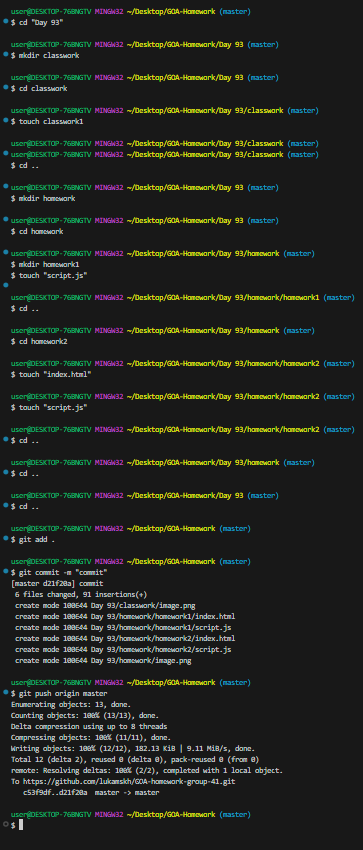 user@DESKTOP-76BNGTV MINGW32 ~/Desktop/GOA-Homework (master)
$ cd "Day 93"
user@DESKTOP-76BNGTV MINGW32 ~/Desktop/GOA-Homework/Day 93 (master)
$ mkdir classwork
user@DESKTOP-76BNGTV MINGW32 ~/Desktop/GOA-Homework/Day 93 (master)
$ cd classwork
user@DESKTOP-76BNGTV MINGW32 ~/Desktop/GOA-Homework/Day 93/classwork (master)
$ touch classwork1
user@DESKTOP-76BNGTV MINGW32 ~/Desktop/GOA-Homework/Day 93/classwork (master)
user@DESKTOP-76BNGTV MINGW32 ~/Desktop/GOA-Homework/Day 93/classwork (master)
$ cd ..
user@DESKTOP-76BNGTV MINGW32 ~/Desktop/GOA-Homework/Day 93 (master)
$ mkdir homework
user@DESKTOP-76BNGTV MINGW32 ~/Desktop/GOA-Homework/Day 93 (master)
$ cd homework
user@DESKTOP-76BNGTV MINGW32 ~/Desktop/GOA-Homework/Day 93/homework (master)
$ mkdir homework1
$ touch "script.js"
user@DESKTOP-76BNGTV MINGW32 ~/Desktop/GOA-Homework/Day 93/homework/homework1 (master)
$ cd ..
user@DESKTOP-76BNGTV MINGW32 ~/Desktop/GOA-Homework/Day 93/homework (master)
$ cd homework2
user@DESKTOP-76BNGTV MINGW32 ~/Desktop/GOA-Homework/Day 93/homework/homework2 (master)
$ touch "index.html"
user@DESKTOP-76BNGTV MINGW32 ~/Desktop/GOA-Homework/Day 93/homework/homework2 (master)
$ touch "script.js"
user@DESKTOP-76BNGTV MINGW32 ~/Desktop/GOA-Homework/Day 93/homework/homework2 (master)
$ cd ..
user@DESKTOP-76BNGTV MINGW32 ~/Desktop/GOA-Homework/Day 93/homework (master)
$ cd ..
user@DESKTOP-76BNGTV MINGW32 ~/Desktop/GOA-Homework/Day 93 (master)
$ cd ..
user@DESKTOP-76BNGTV MINGW32 ~/Desktop/GOA-Homework (master)
$ git add .
user@DESKTOP-76BNGTV MINGW32 ~/Desktop/GOA-Homework (master)
$ git commit -m "commit"
[master d21f20a] commit
6 files changed, 91 insertions(+)
create mode 100644 Day 93/classwork/image.png
create mode 100644 Day 93/homework/homework1/index.html
create mode 100644 Day 93/homework/homework1/script.js
create mode 100644 Day 93/homework/homework2/index.html
create mode 100644 Day 93/homework/homework2/script.js
create mode 100644 Day 93/homework/image.png
user@DESKTOP-76BNGTV MINGW32 ~/Desktop/GOA-Homework (master)
$ git push origin master
Enumerating objects: 13, done.
Counting objects: 100% (13/13), done.
Delta compression using up to 8 threads
Compressing objects: 100% (11/11), done.
Writing objects: 100% (12/12), 182.13 KiB | 9.11 MiB/s, done.
Total 12 (delta 2), reused 0 (delta 0), pack-reused 0 (from 0)
remote: Resolving deltas: 100% (2/2), completed with 1 local object.
To https://github.com/lukamskh/GOA-homework-group-41.git
c53f9df..d21f20a master -> master
user@DESKTOP-76BNGTV MINGW32 ~/Desktop/GOA-Homework (master)
$